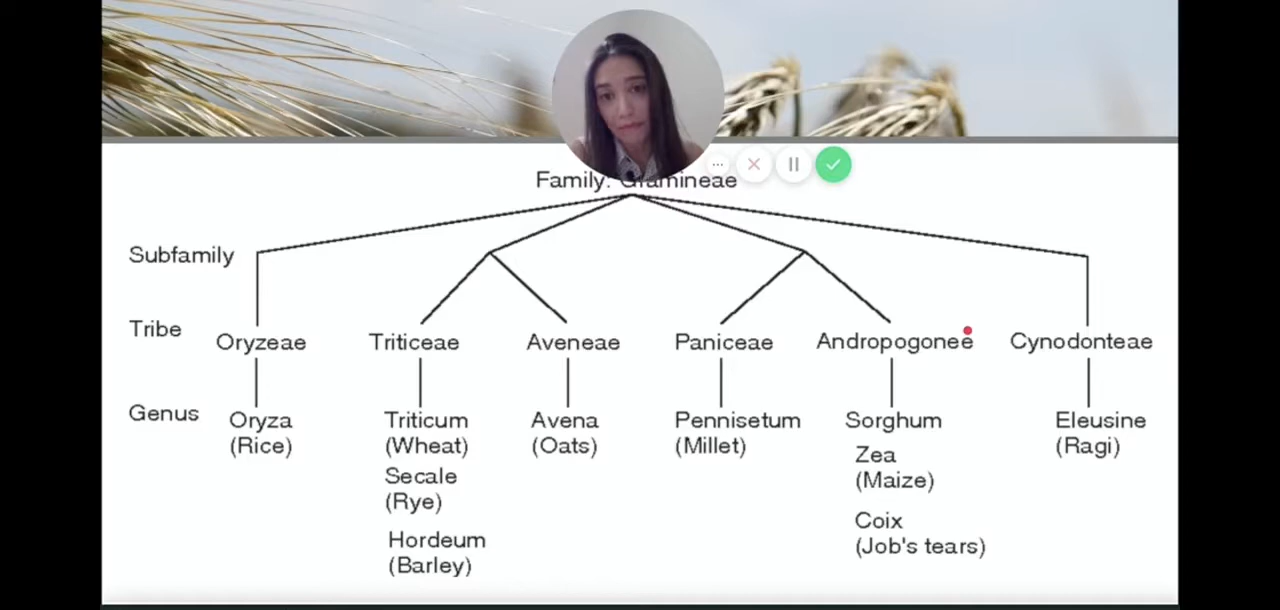 Family: Gramineae
Subfamily
Tribe
Oryzeae
Triticeae
Aveneae
Paniceae
Andropogoneē
Cynodonteae
Genus
Oryza
(Rice)
Triticum
(Wheat)
Secale
(Rye)
Hordeum
(Barley)
Avena
(Oats)
Pennisetum
(Millet)
Sorghum
Zea
(Maize)
Coix
(Job's tears)
Eleusine
(Ragi)